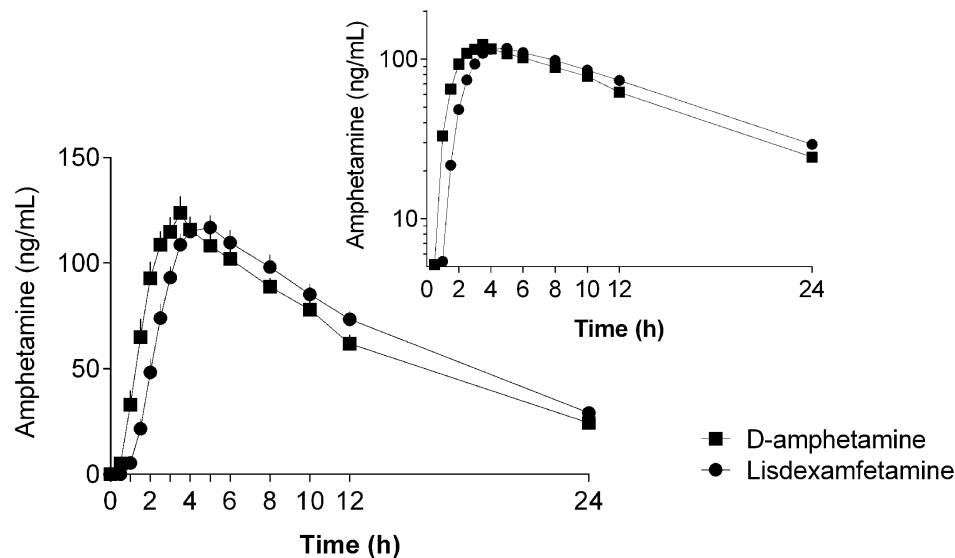 Amphetamine (ng/mL)
100
10
0 2 4 6 8 10 12 24
Time (h)
Amphetamine (ng/mL)
150
100
50
0
0 2 4 6 8 10 12 24
Time (h)
D-amphetamine
Lisdexamfetamine